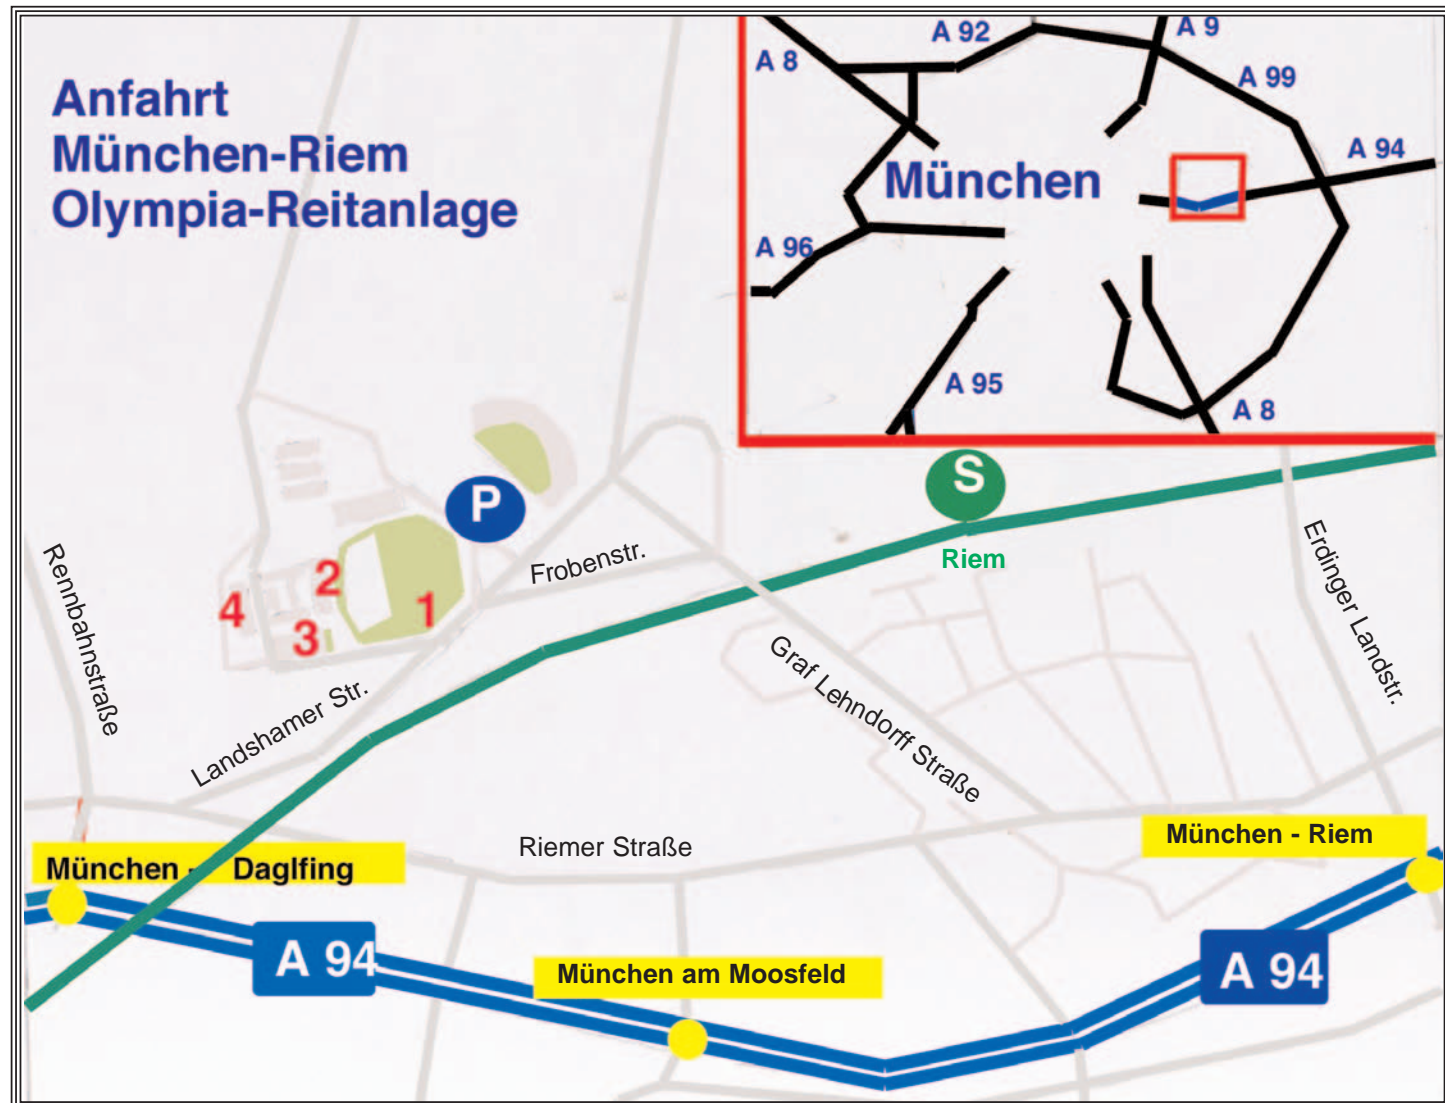 Anfahrt
München-Riem
Olympia-Reitanlage
A 8
A 92
A 9
A 99
A 94
München
A 96
A 95
A 8
P
S
Riem
Rennbahnstraße
Frobenstr.
Erdinger Landstr.
2
4
1
3
Graf Lehndorff Straße
Landshamer Str.
Riemer Straße
München - Riem
München - Daglfing
A 94
München am Moosfeld
A 94